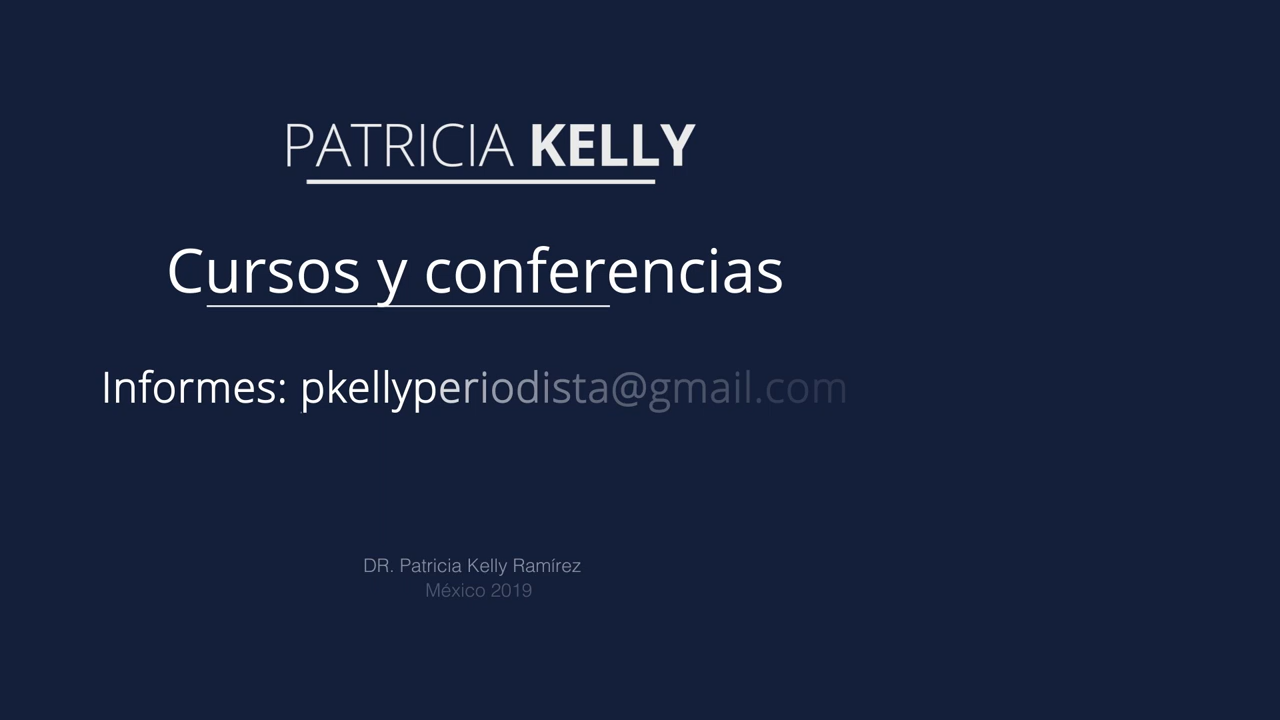 PATRICIA KELLY
Cursos y conferencias
Informes: pkellyperiodista@gmail.com
DR. Patricia Kelly Ramírez
México 2019